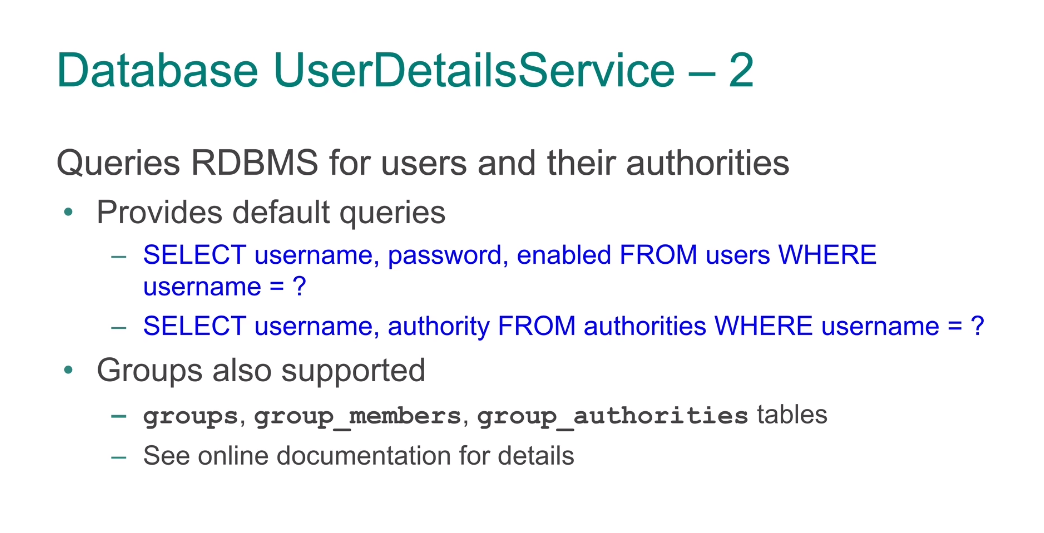 Database UserDetailsService – 2
Queries RDBMS for users and their authorities
• Provides default queries
– SELECT username, password, enabled FROM users WHERE
username = ?
– SELECT username, authority FROM authorities WHERE username = ?
• Groups also supported
– groups, group_members, group_authorities tables
– See online documentation for details